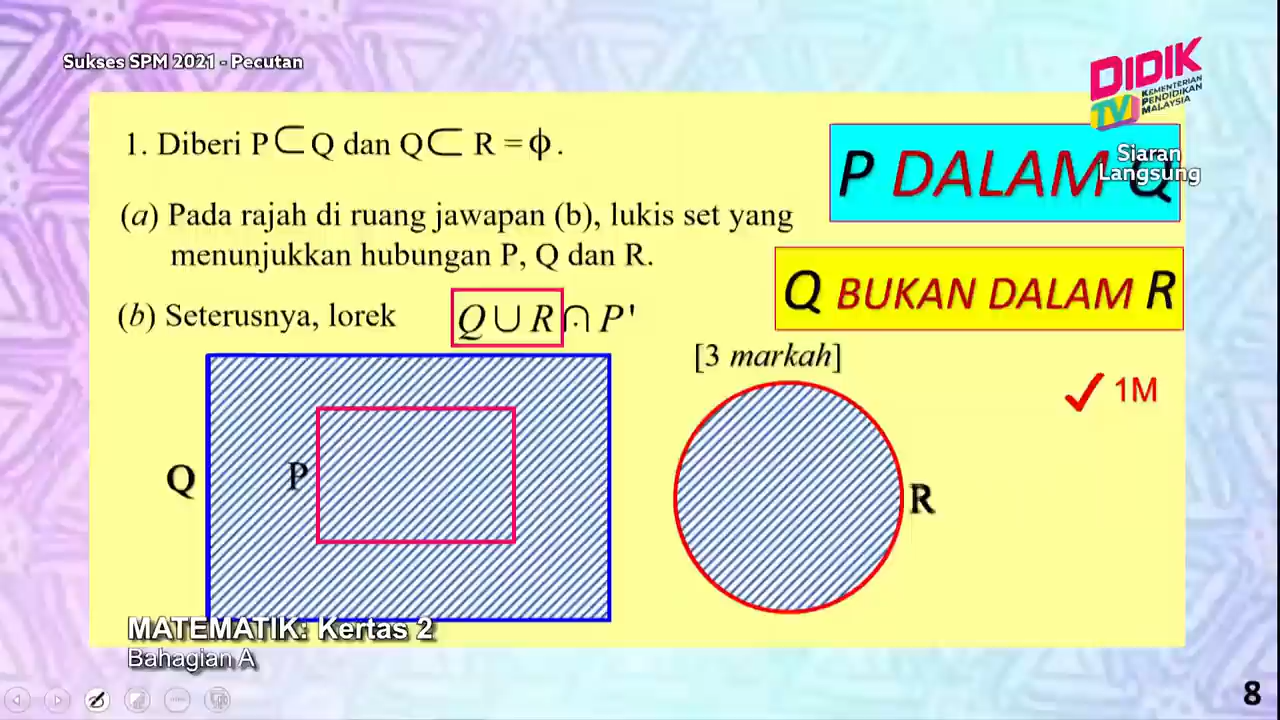 Sukses SPM 2021 - Pecutan
DIDIK
TV
KEMENTERIAN
PENDIDIKAN
MALAYSIA
Siaran
Langsung
1. Diberi P ⊂ Q dan Q ⊂ R = ϕ.
P DALAM Q
(a) Pada rajah di ruang jawapan (b), lukis set yang
menunjukkan hubungan P, Q dan R.
Q BUKAN DALAM R
(b) Seterusnya, lorek Q ∪ R ∩ P'
[3 markah]
✓ 1M
Q
P
R
MATEMATIK: Kertas 2
Bahagian A
8